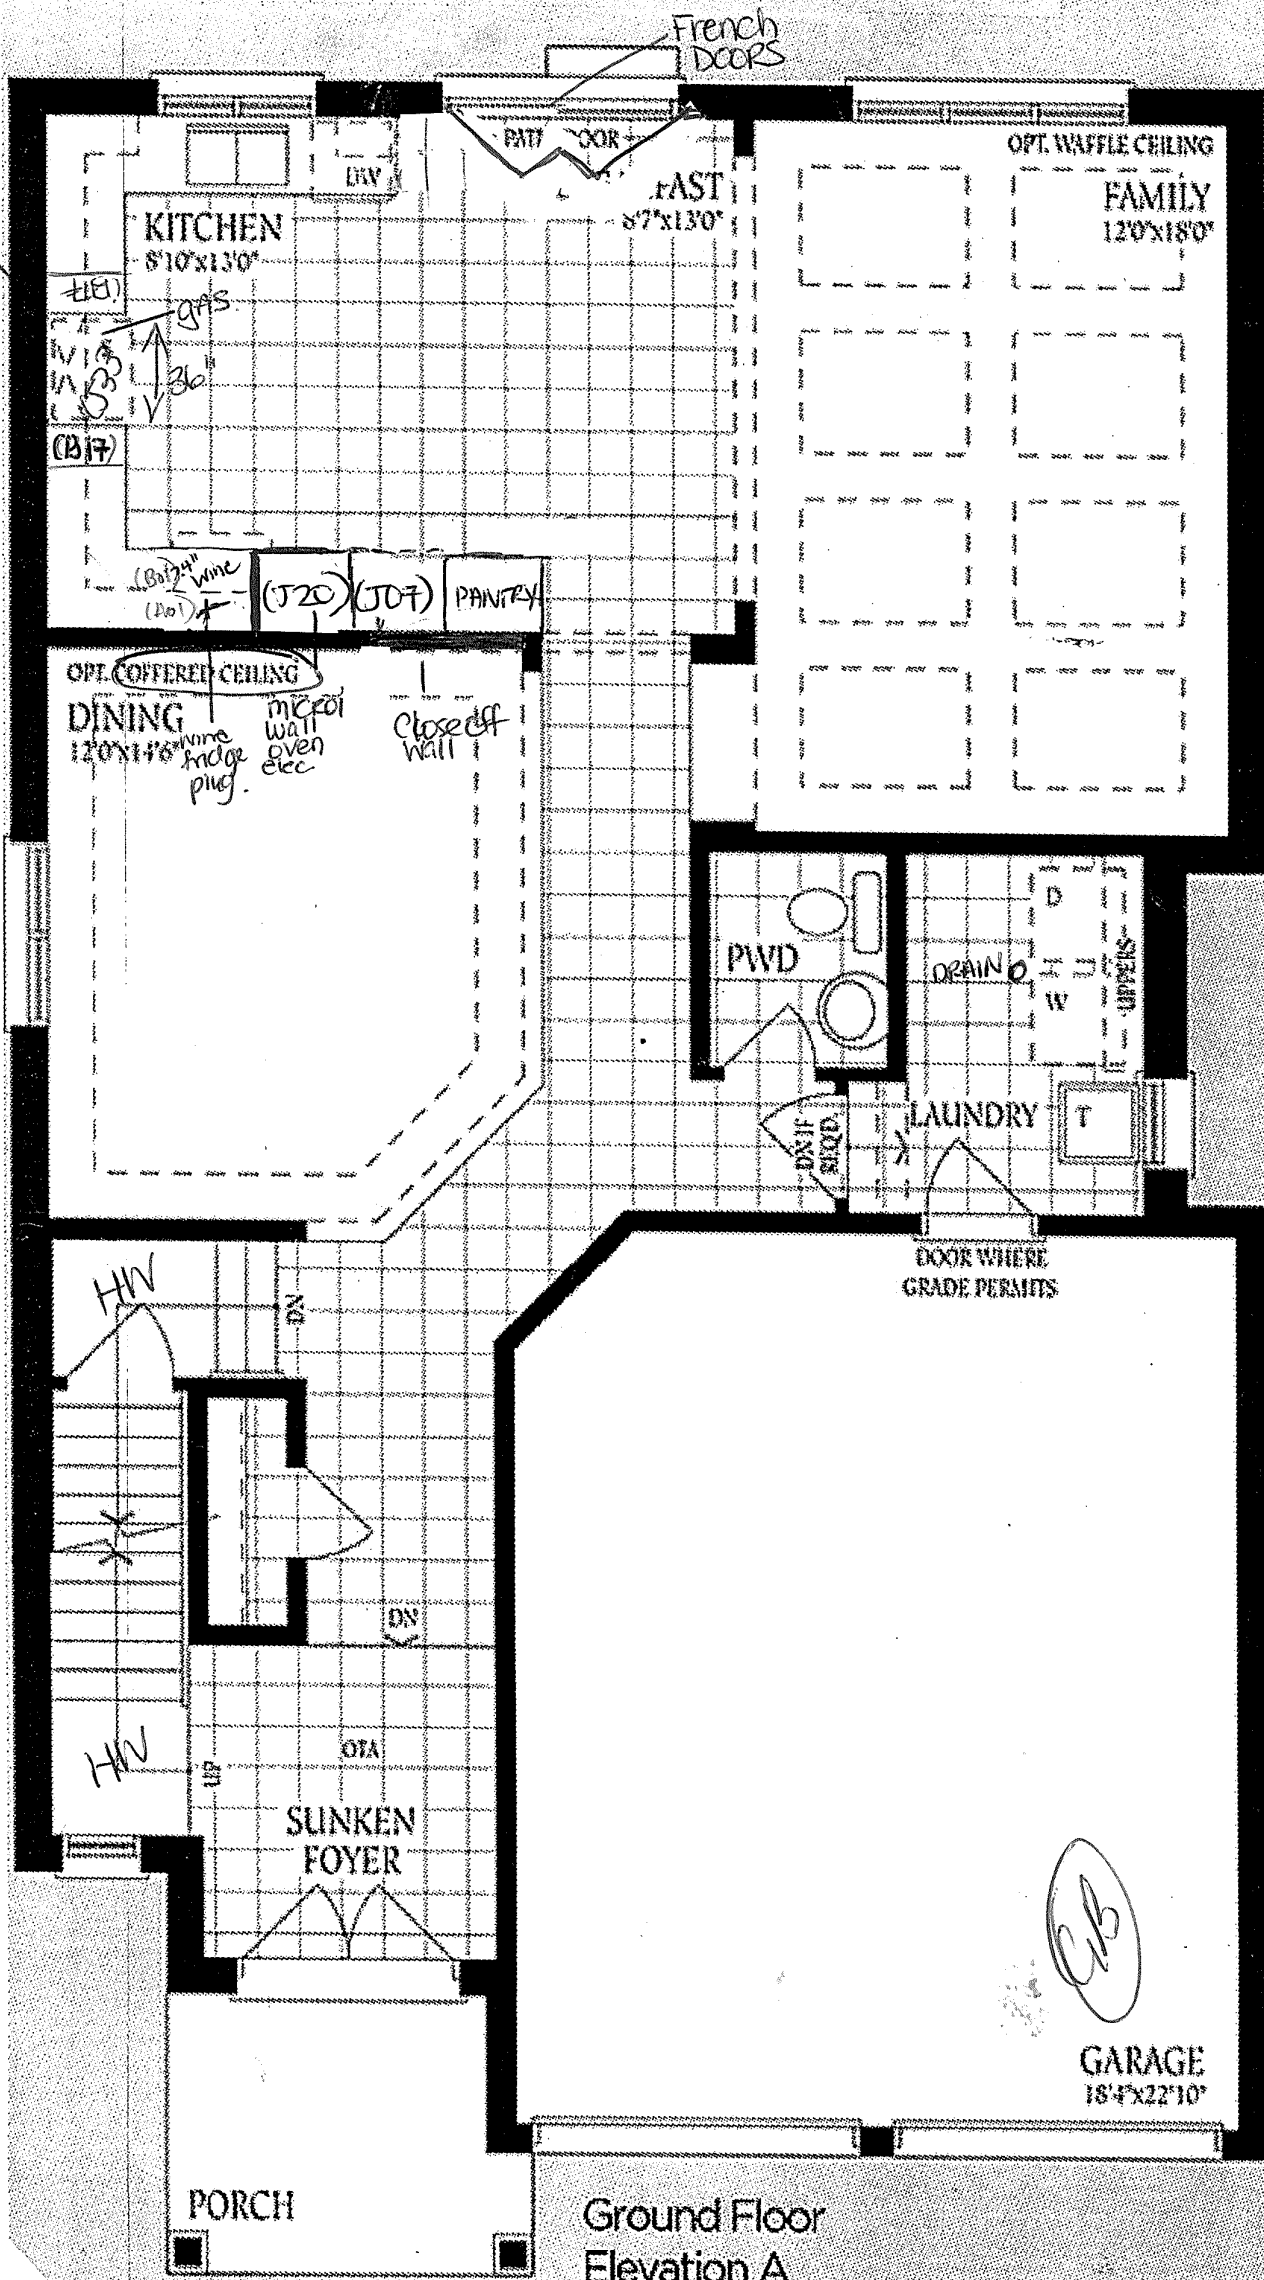 French
DOORS
OPT. WAFFLE CEILING
FAMILY
12'0"x18'0"
DW
FAST
8'7"x13'0"
KITCHEN
8'10"x13'0"
gas
36"
(B17)
24"
wine
(J20)
(J07)
PANTRY
OPT. COFFERED CEILING
DINING
12'0"x14'6"
wine
fridge
plug.
micro/
wall
oven
elec
Close off
wall
D
PWD
DRAIN
W
UPPERS
LAUNDRY
T
DN IF
REQ'D.
DOOR WHERE
GRADE PERMITS
HW
DN
DN
HW
UP
OTA
SUNKEN
FOYER
GB
GARAGE
18'4"x22'10"
PORCH
Ground Floor
Elevation A